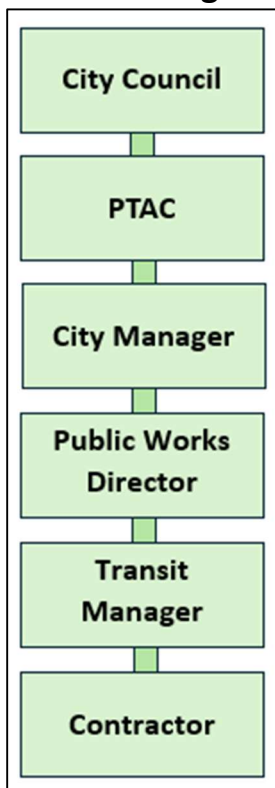 City Council
PTAC
City Manager
Public Works
Director
Transit
Manager
Contractor